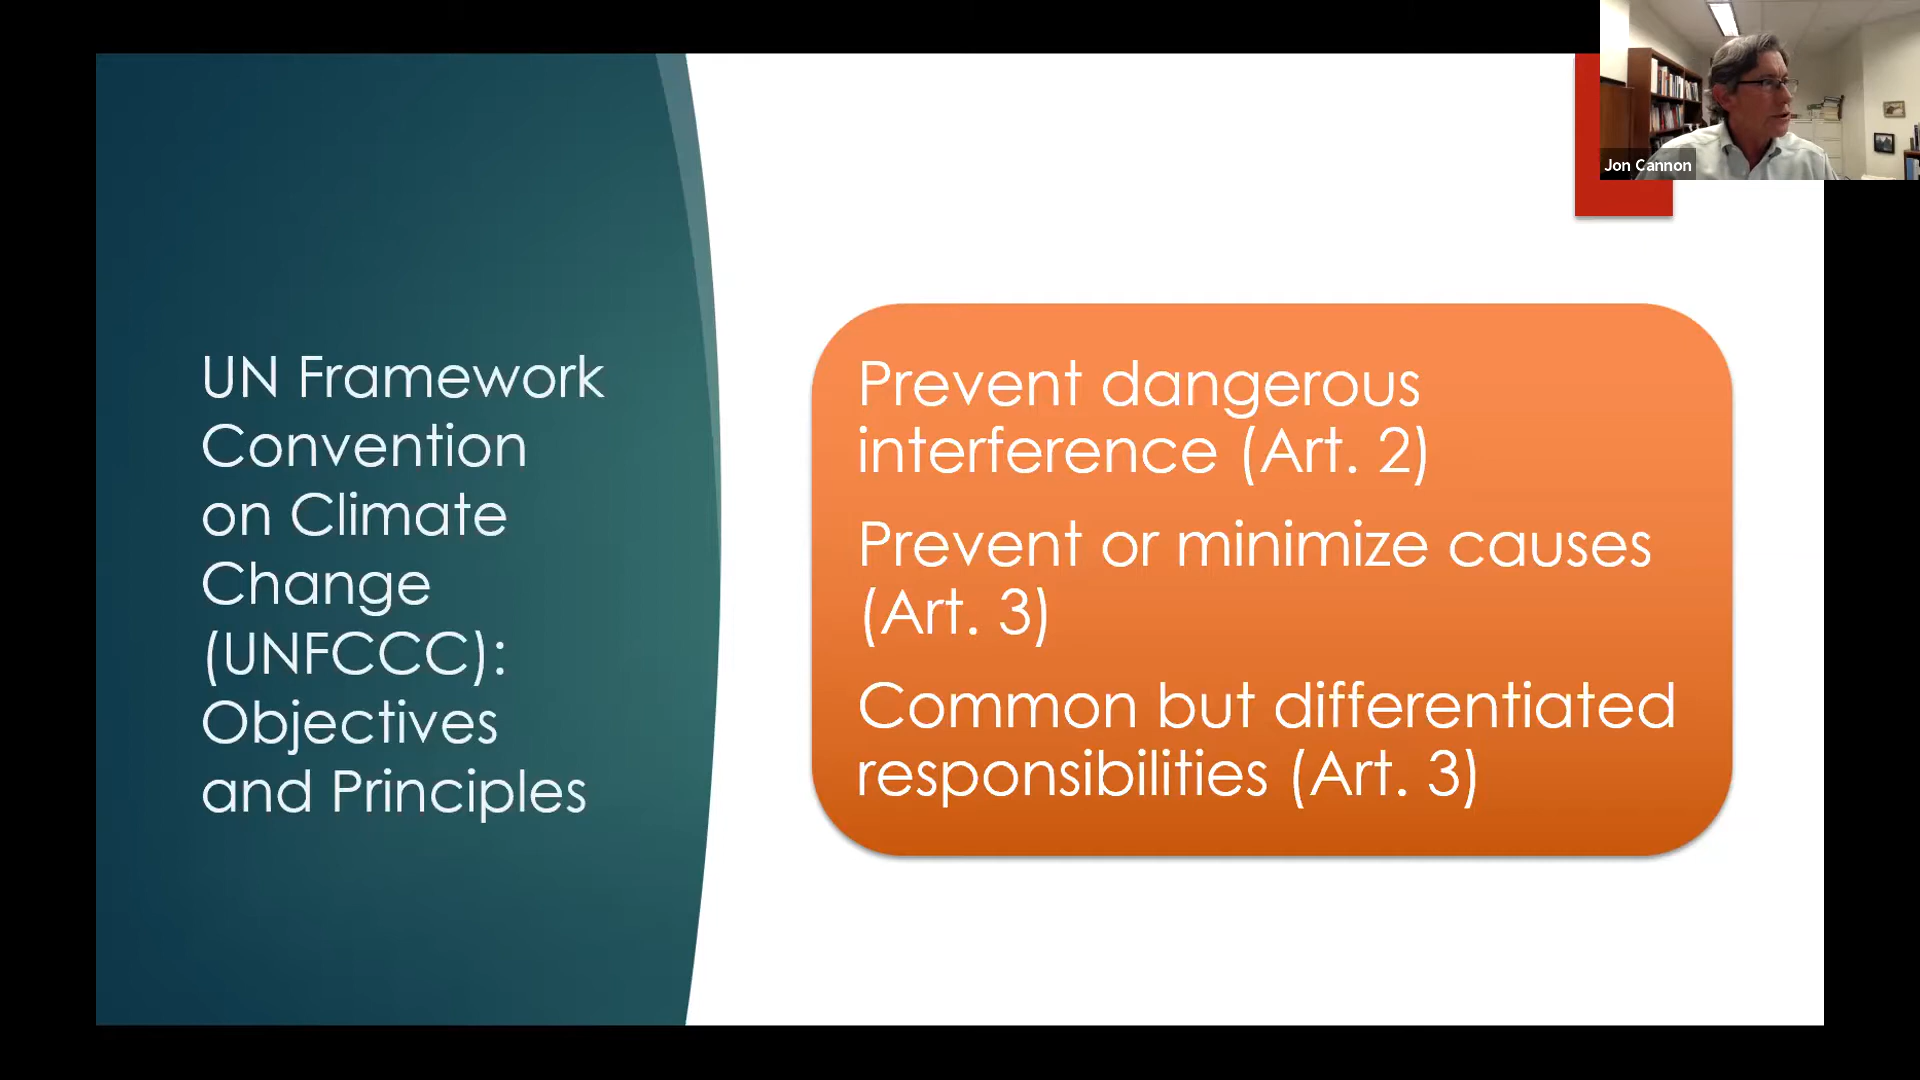 UN Framework
Convention
on Climate
Change
(UNFCCC):
Objectives
and Principles
Prevent dangerous
interference (Art. 2)
Prevent or minimize causes
(Art. 3)
Common but differentiated
responsibilities (Art. 3)
Jon Cannon